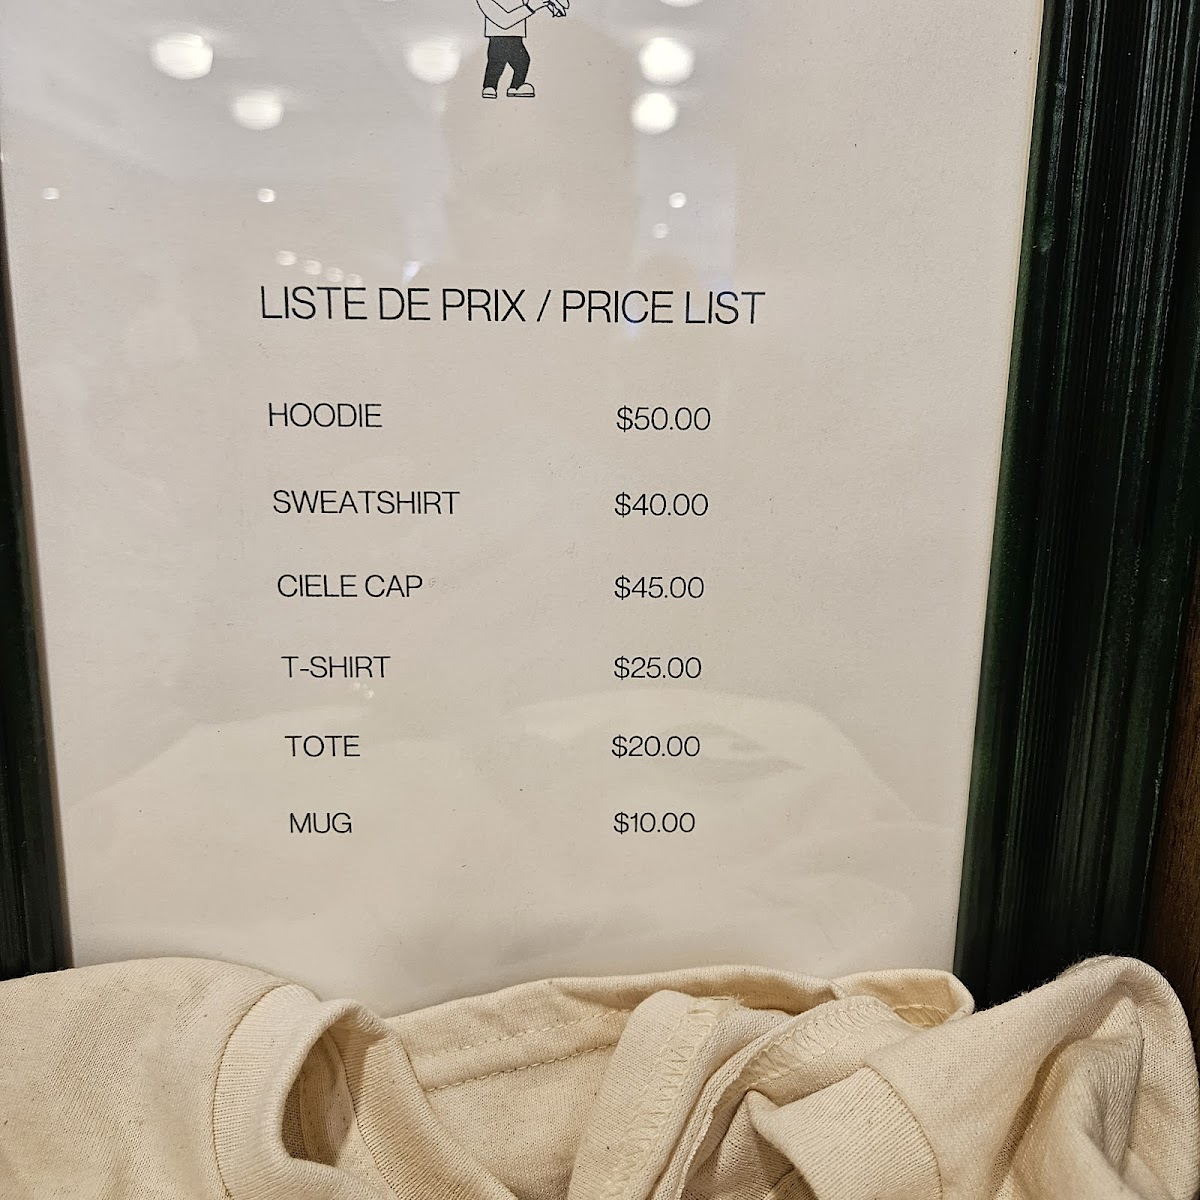 LISTE DE PRIX / PRICE LIST
HOODIE $50.00
SWEATSHIRT $40.00
CIELE CAP $45.00
T-SHIRT $25.00
TOTE $20.00
MUG $10.00